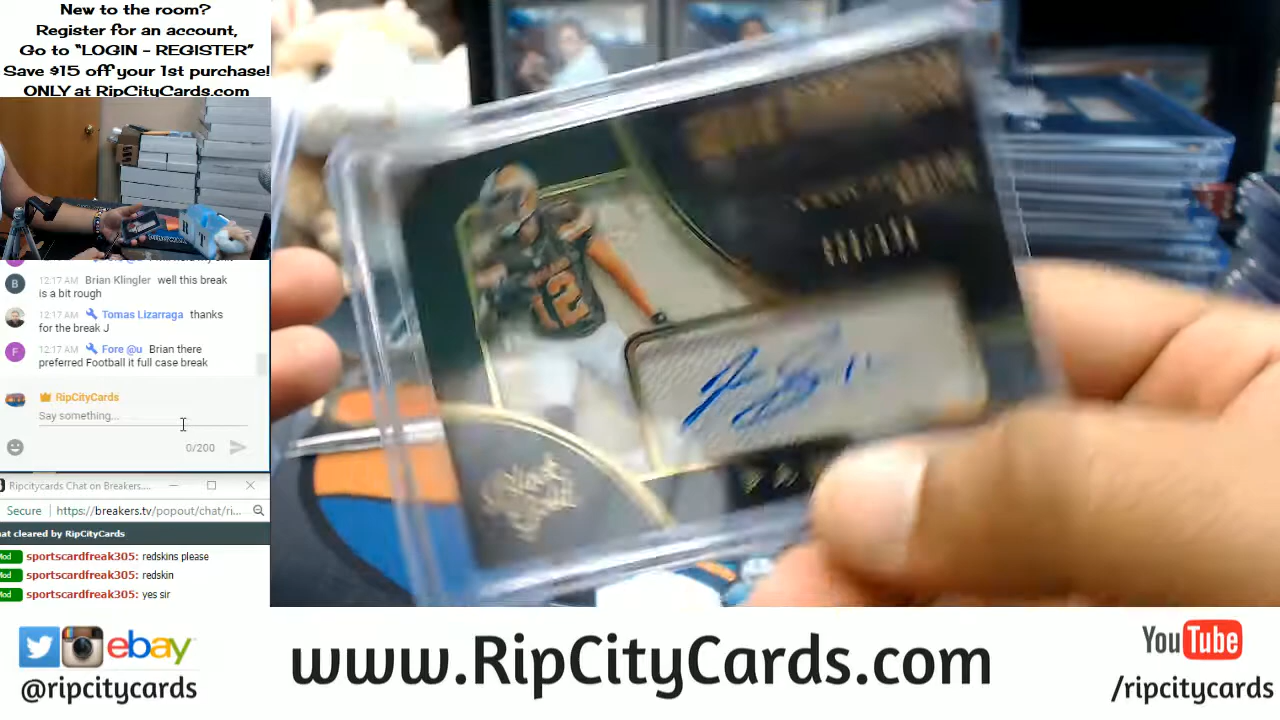 New to the room?
Register for an account,
Go to "LOGIN - REGISTER"
Save $15 off your 1st purchase!
ONLY at RipCityCards.com
12:17 AM Brian Klingler well this break
is a bit rough
12:17 AM Tomas Lizarraga thanks
for the break J
12:17 AM Fore @u Brian there
preferred Football it full case break
RipCityCards
Say something...
0/200
Ripcitycards Chat on Breakers....
Secure https://breakers.tv/popout/chat/ri...
hat cleared by RipCityCards
Mod sportscardfreak305: redskins please
Mod sportscardfreak305: redskin
Mod sportscardfreak305: yes sir
12
ebay
@ripcitycards
www.RipCityCards.com
YouTube
/ripcitycards